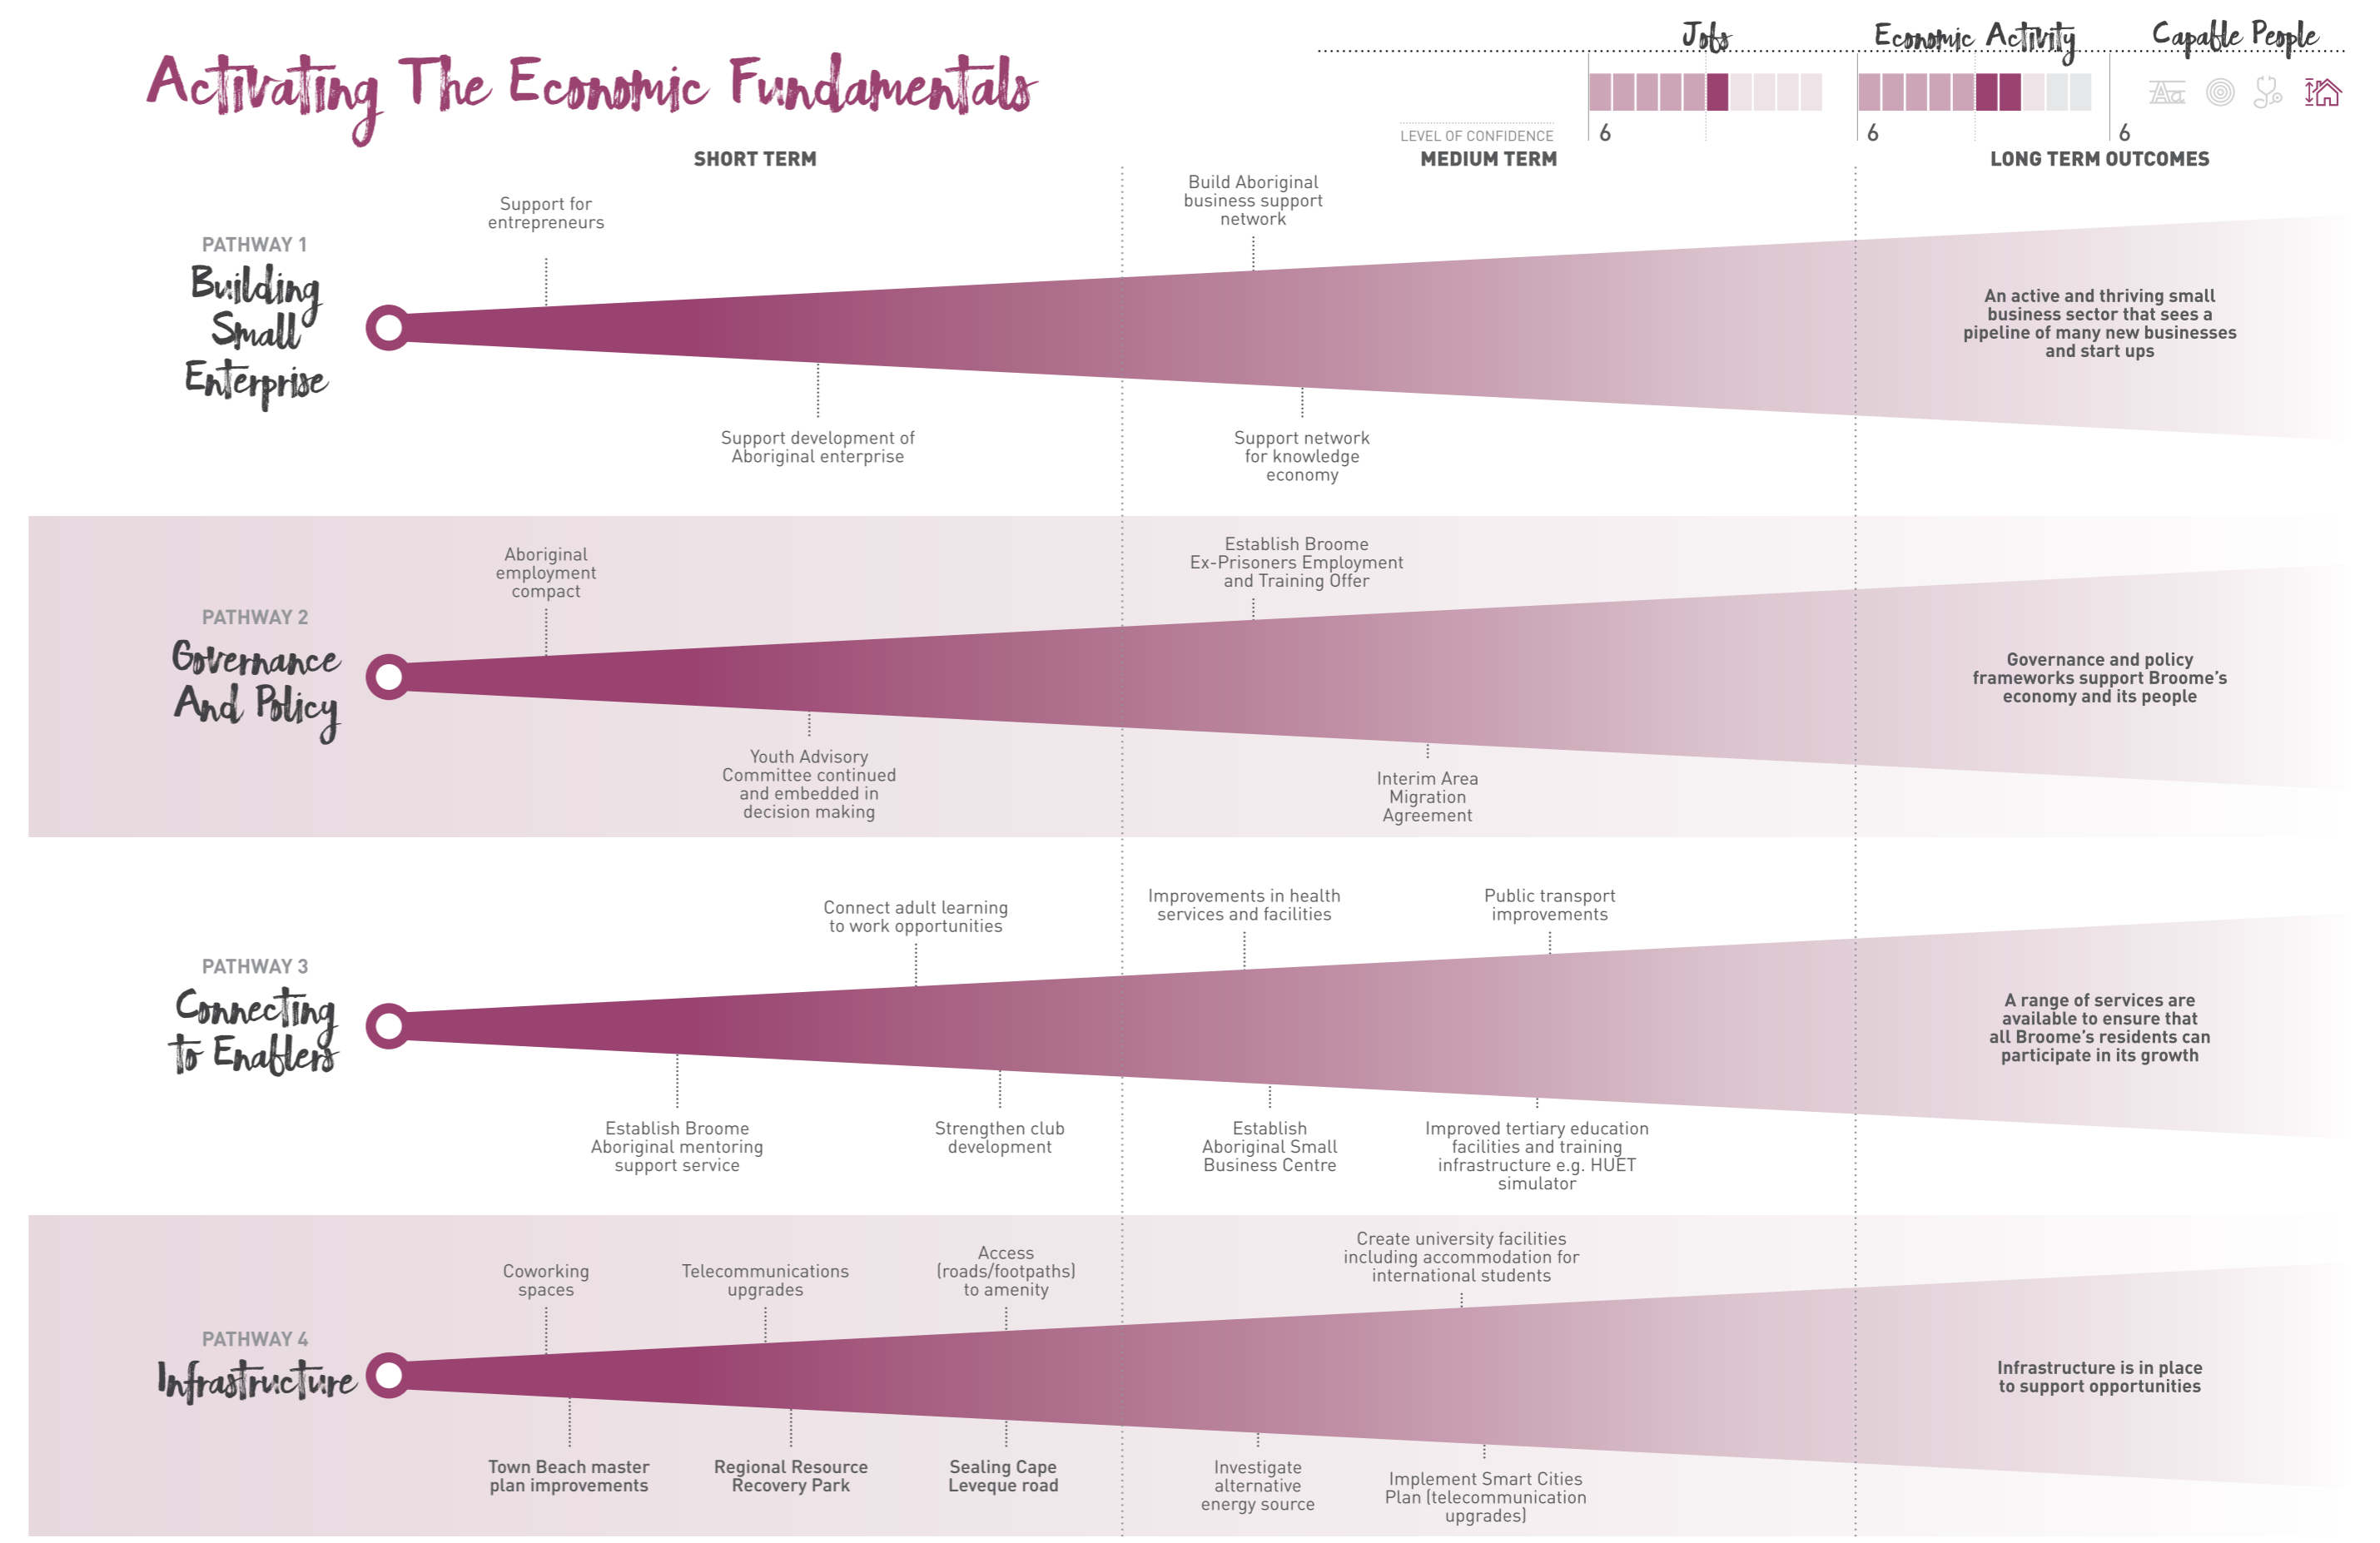 Activating The Economic Fundamentals
Jobs
Economic Activity
Capable People
Aa
LEVEL OF CONFIDENCE
6
6
6
SHORT TERM
MEDIUM TERM
LONG TERM OUTCOMES
PATHWAY 1
Building
Small
Enterprise
Support for
entrepreneurs
Support development of
Aboriginal enterprise
Build Aboriginal
business support
network
Support network
for knowledge
economy
An active and thriving small
business sector that sees a
pipeline of many new businesses
and start ups
PATHWAY 2
Governance
And Policy
Aboriginal
employment
compact
Youth Advisory
Committee continued
and embedded in
decision making
Establish Broome
Ex-Prisoners Employment
and Training Offer
Interim Area
Migration
Agreement
Governance and policy
frameworks support Broome’s
economy and its people
PATHWAY 3
Connecting
to Enablers
Connect adult learning
to work opportunities
Establish Broome
Aboriginal mentoring
support service
Strengthen club
development
Improvements in health
services and facilities
Public transport
improvements
Establish
Aboriginal Small
Business Centre
Improved tertiary education
facilities and training
infrastructure e.g. HUET
simulator
A range of services are
available to ensure that
all Broome’s residents can
participate in its growth
PATHWAY 4
Infrastructure
Coworking
spaces
Telecommunications
upgrades
Access
(roads/footpaths)
to amenity
Town Beach master
plan improvements
Regional Resource
Recovery Park
Sealing Cape
Leveque road
Create university facilities
including accommodation for
international students
Investigate
alternative
energy source
Implement Smart Cities
Plan (telecommunication
upgrades)
Infrastructure is in place
to support opportunities